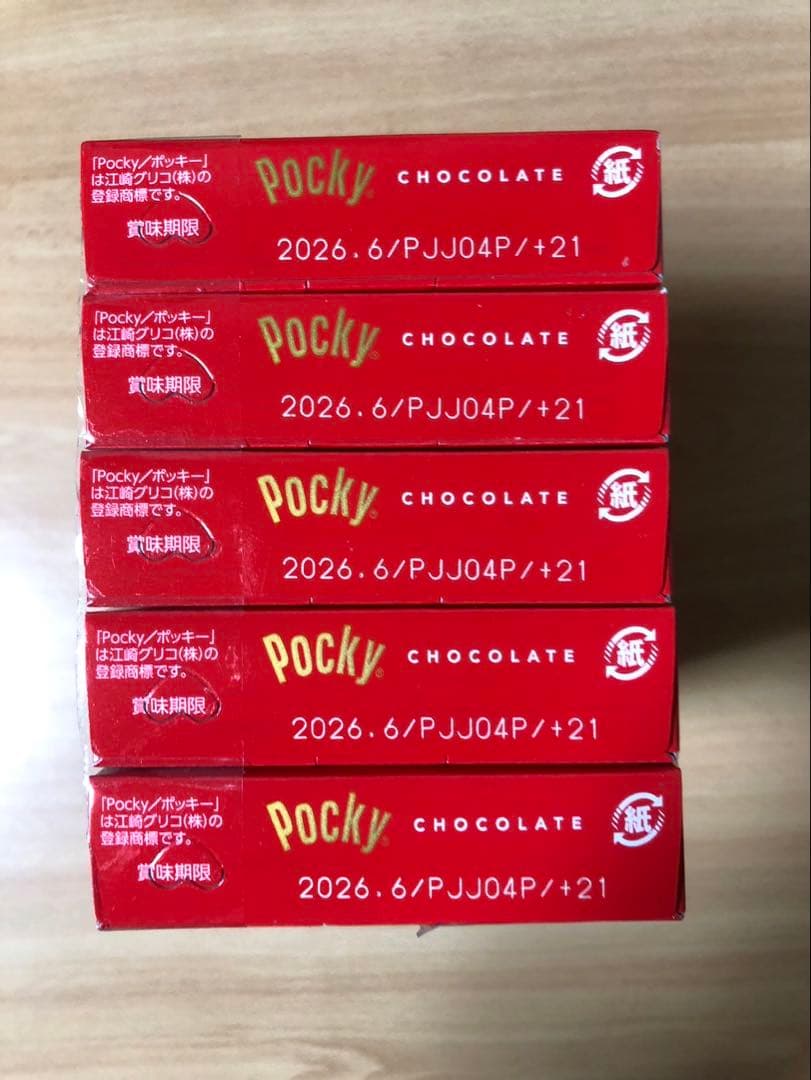 「Pocky／ポッキー」
は江崎グリコ(株)の
登録商標です。
賞味期限
Pocky® CHOCOLATE 紙
2026.6/PJJ04P/+21
「Pocky／ポッキー」
は江崎グリコ(株)の
登録商標です。
賞味期限
Pocky® CHOCOLATE 紙
2026.6/PJJ04P/+21
「Pocky／ポッキー」
は江崎グリコ(株)の
登録商標です。
賞味期限
Pocky® CHOCOLATE 紙
2026.6/PJJ04P/+21
「Pocky／ポッキー」
は江崎グリコ(株)の
登録商標です。
賞味期限
Pocky® CHOCOLATE 紙
2026.6/PJJ04P/+21
「Pocky／ポッキー」
は江崎グリコ(株)の
登録商標です。
賞味期限
Pocky® CHOCOLATE 紙
2026.6/PJJ04P/+21